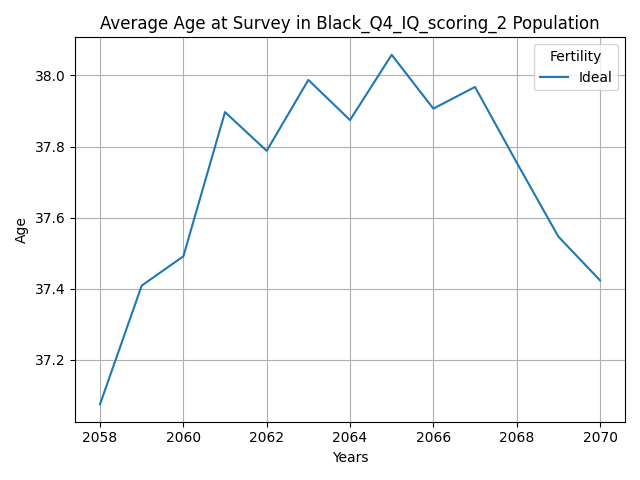 Average Age at Survey in Black_Q4_IQ_scoring_2 Population
Fertility
Ideal
38.0
37.8
37.6
37.4
37.2
Age
2058 2060 2062 2064 2066 2068 2070
Years